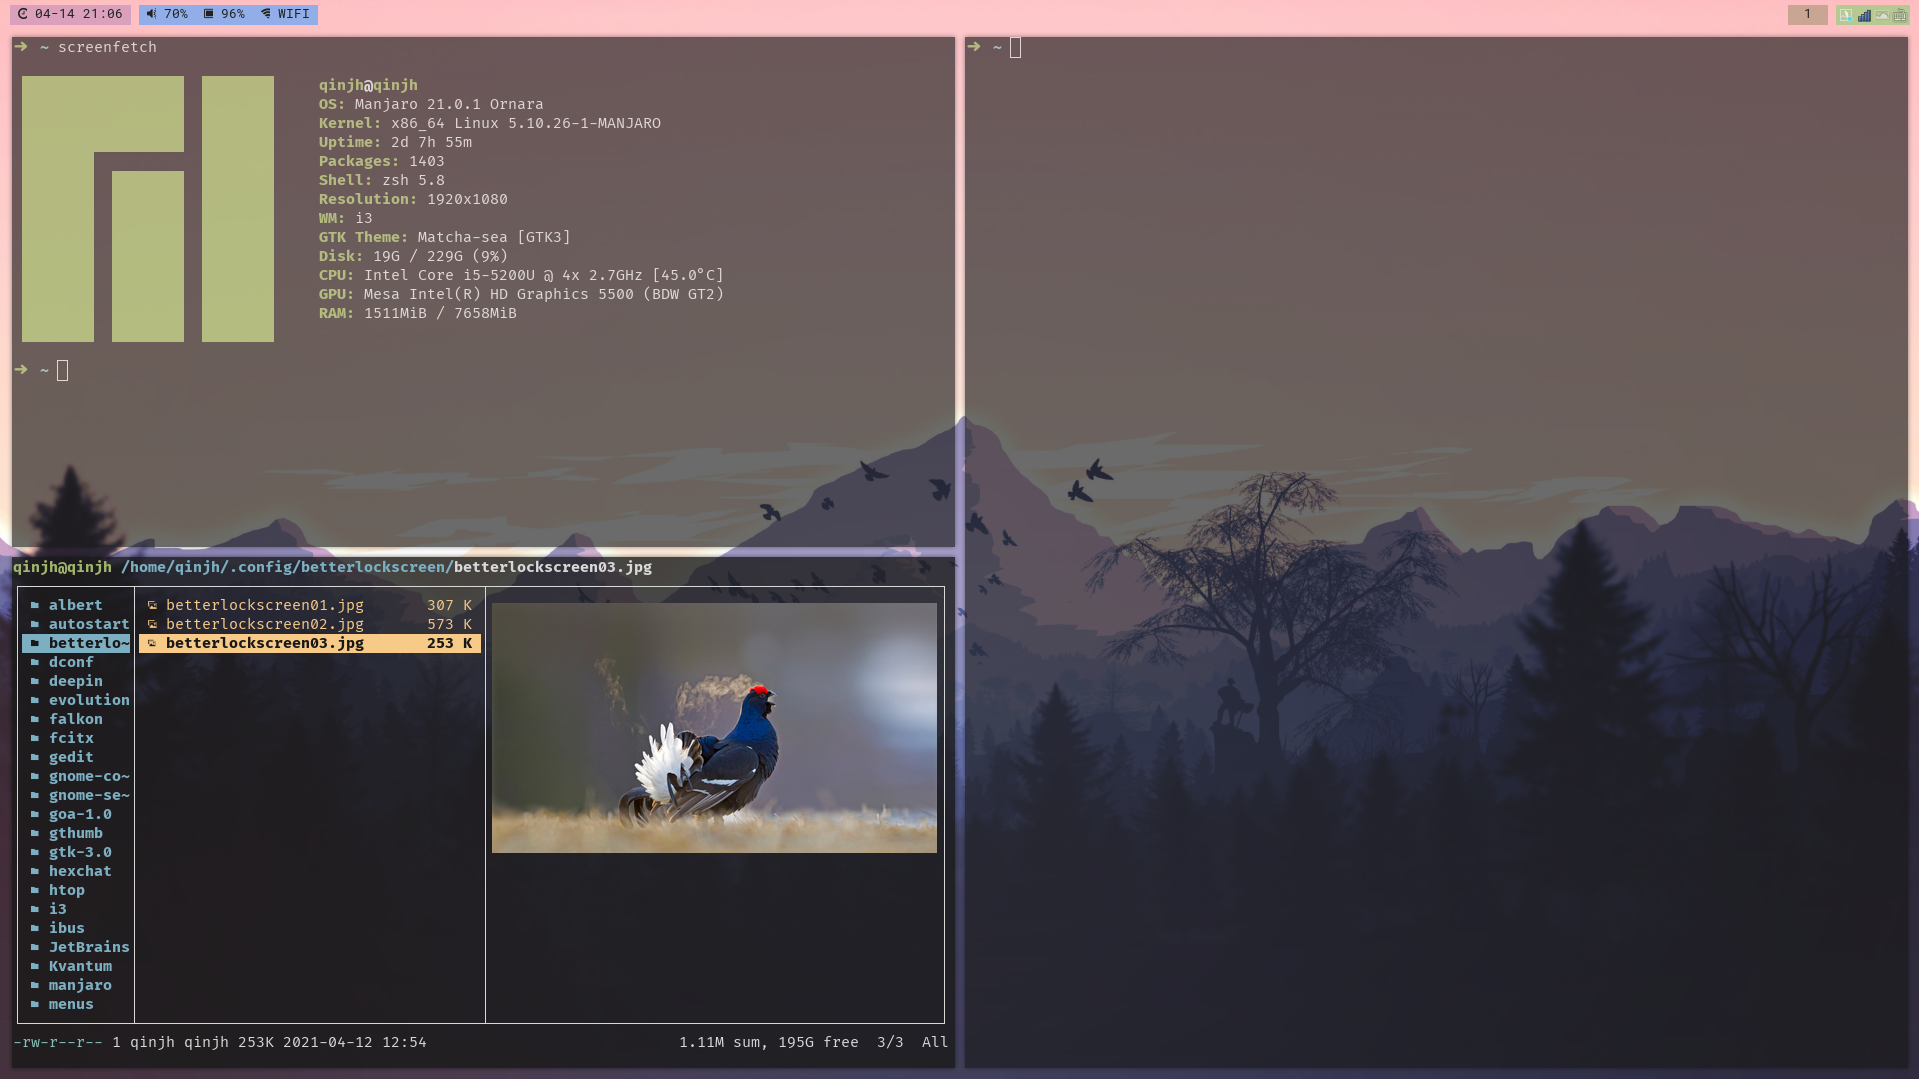 04-14 21:06 70% 96% WIFI 1
➜ ~ screenfetch
qinjh@qinjh
OS: Manjaro 21.0.1 Ornara
Kernel: x86_64 Linux 5.10.26-1-MANJARO
Uptime: 2d 7h 55m
Packages: 1403
Shell: zsh 5.8
Resolution: 1920x1080
WM: i3
GTK Theme: Matcha-sea [GTK3]
Disk: 19G / 229G (9%)
CPU: Intel Core i5-5200U @ 4x 2.7GHz [45.0°C]
GPU: Mesa Intel(R) HD Graphics 5500 (BDW GT2)
RAM: 1511MiB / 7658MiB
➜ ~
qinjh@qinjh /home/qinjh/.config/betterlockscreen/betterlockscreen03.jpg
albert
autostart
betterlo~
dconf
deepin
evolution
falkon
fcitx
gedit
gnome-co~
gnome-se~
goa-1.0
gthumb
gtk-3.0
hexchat
htop
i3
ibus
JetBrains
Kvantum
manjaro
menus
betterlockscreen01.jpg 307 K
betterlockscreen02.jpg 573 K
betterlockscreen03.jpg 253 K
-rw-r--r-- 1 qinjh qinjh 253K 2021-04-12 12:54 1.11M sum, 195G free 3/3 All
➜ ~